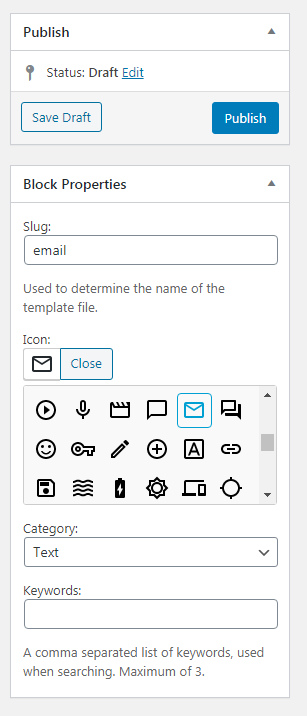 Publish
Status: Draft Edit
Save Draft
Publish
Block Properties
Slug:
email
Used to determine the name of the
template file.
Icon:
Close
Category:
Text
Keywords:
A comma separated list of keywords, used
when searching. Maximum of 3.